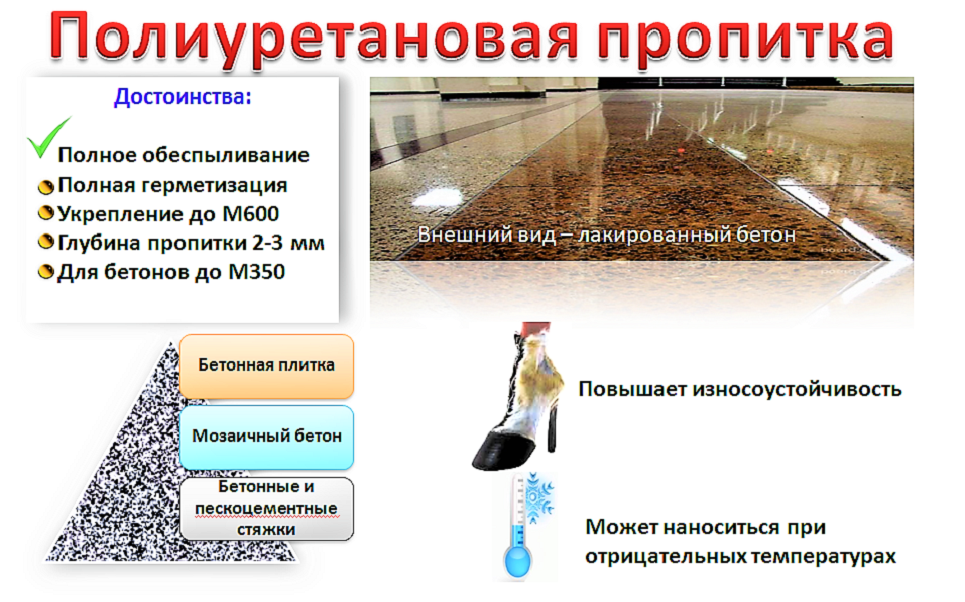 Полиуретановая пропитка
Достоинства:
Полное обеспыливание
Полная герметизация
Укрепление до М600
Глубина пропитки 2-3 мм
Для бетонов до М350
Внешний вид – лакированный бетон
Бетонная плитка
Мозаичный бетон
Бетонные и
пескоцементные
стяжки
Повышает износоустойчивость
Может наноситься при
отрицательных температурах